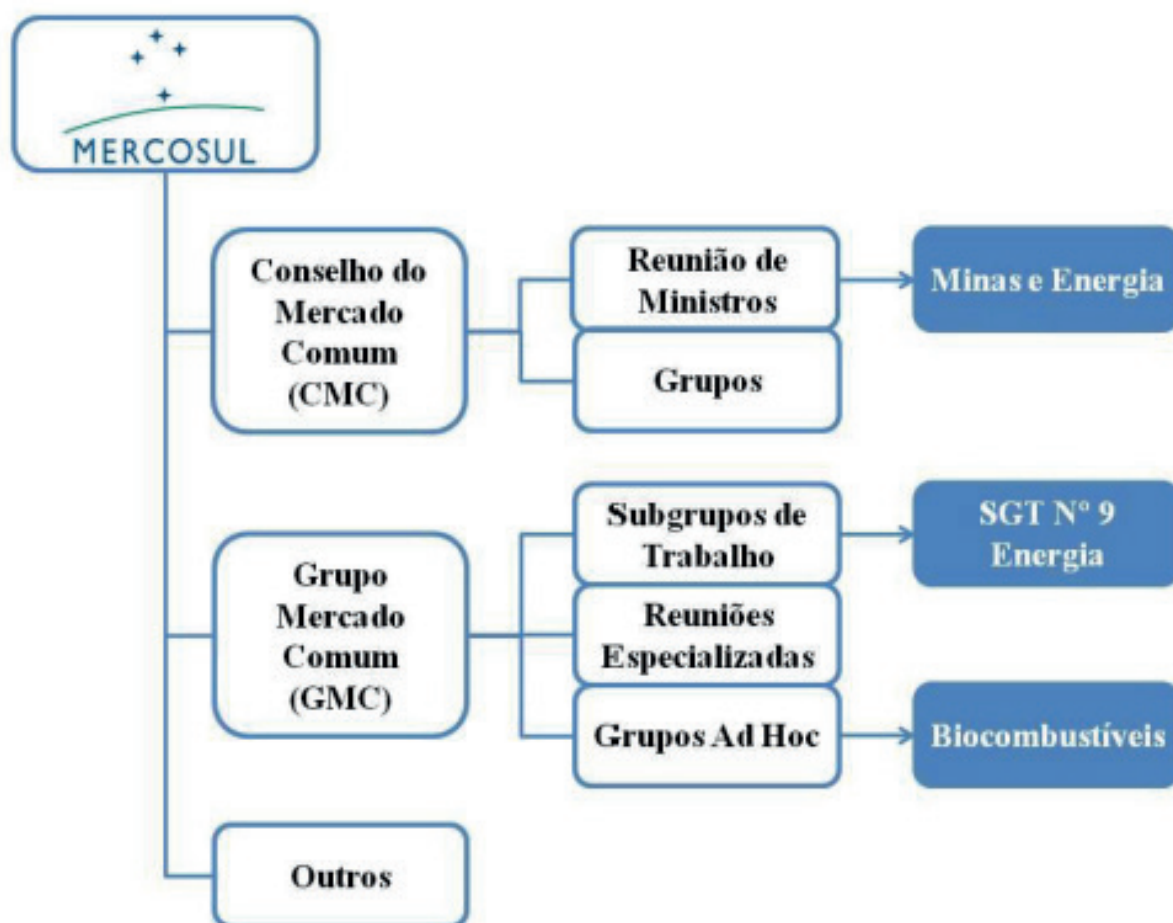 MERCOSUL
Conselho do
Mercado
Comum
(CMC)
Reunião de
Ministros
Minas e Energia
Grupos
Grupo
Mercado
Comum
(GMC)
Subgrupos de
Trabalho
SGT Nº 9
Energia
Reuniões
Especializadas
Grupos Ad Hoc
Biocombustíveis
Outros